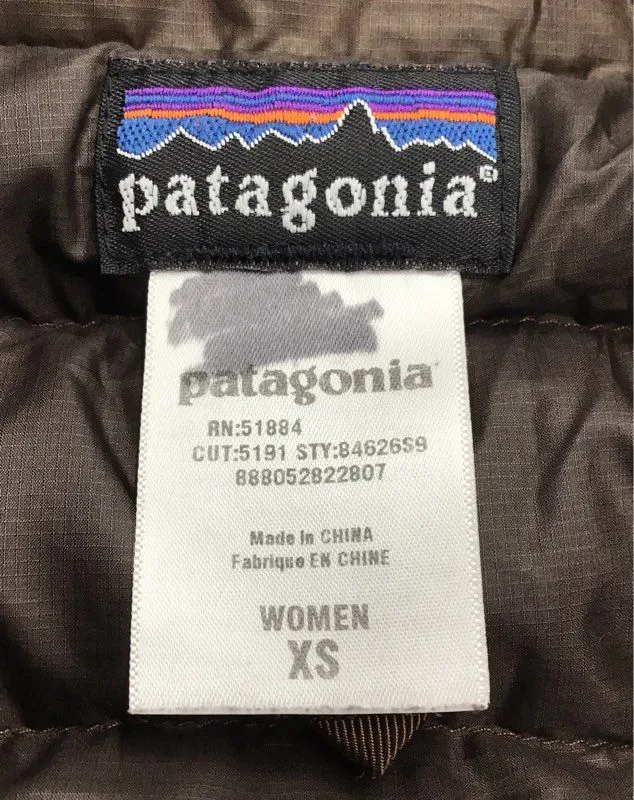 patagonia®
patagonia®
RN:51884
CUT:5191 STY:84626S9
888052822807
Made in CHINA
Fabrique EN CHINE
WOMEN
XS